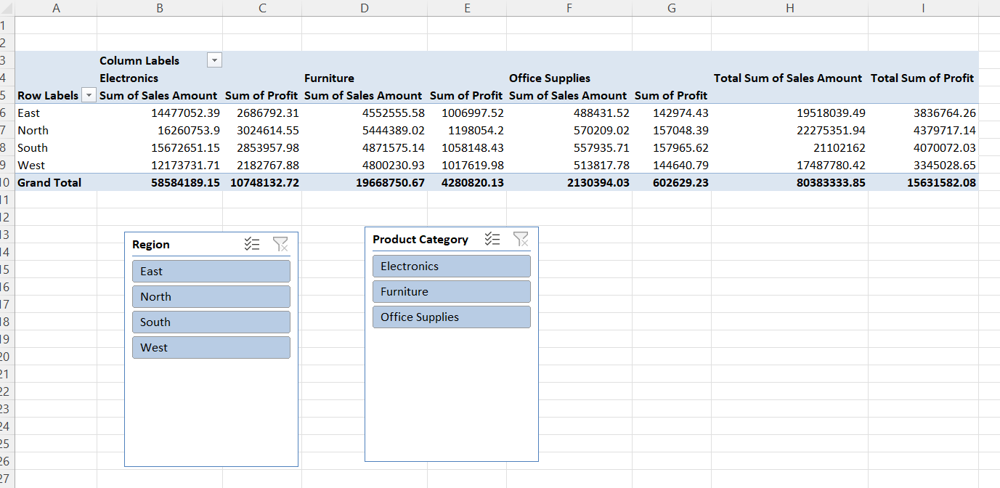 A B C D E F G H I
1
2
3 Column Labels
4 Electronics Furniture Office Supplies Total Sum of Sales Amount Total Sum of Profit
5 Row Labels Sum of Sales Amount Sum of Profit Sum of Sales Amount Sum of Profit Sum of Sales Amount Sum of Profit
6 East 14477052.39 2686792.31 4552555.58 1006997.52 488431.52 142974.43 19518039.49 3836764.26
7 North 16260753.9 3024614.55 5444389.02 1198054.2 570209.02 157048.39 22275351.94 4379717.14
8 South 15672651.15 2853957.98 4871575.14 1058148.43 557935.71 157965.62 21102162 4070072.03
9 West 12173731.71 2182767.88 4800230.93 1017619.98 513817.78 144640.79 17487780.42 3345028.65
10 Grand Total 58584189.15 10748132.72 19668750.67 4280820.13 2130394.03 602629.23 80383333.85 15631582.08
11
12
13
14
15
16
17
18
19
20
21
22
23
24
25
26
27
Region
East
North
South
West
Product Category
Electronics
Furniture
Office Supplies